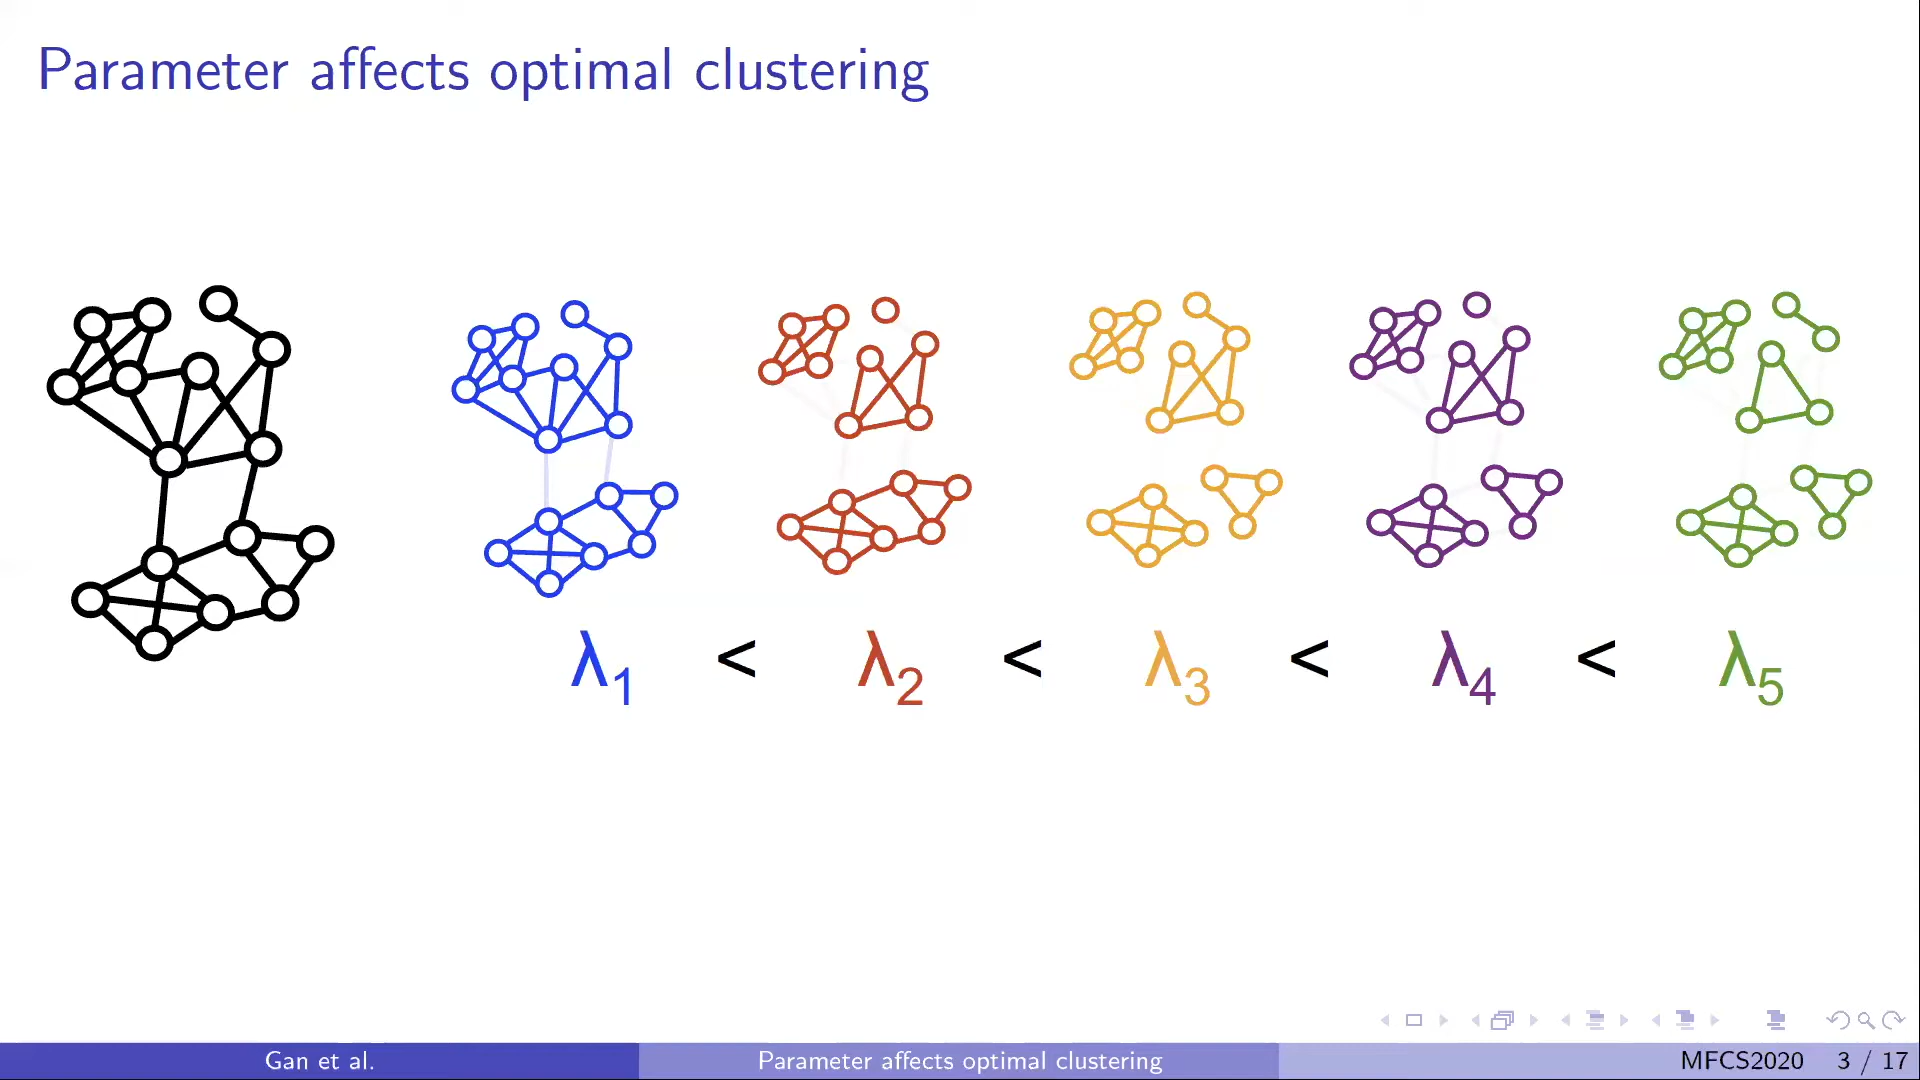 Parameter affects optimal clustering
λ1 < λ2 < λ3 < λ4 < λ5
Gan et al.
Parameter affects optimal clustering
MFCS2020 3 / 17